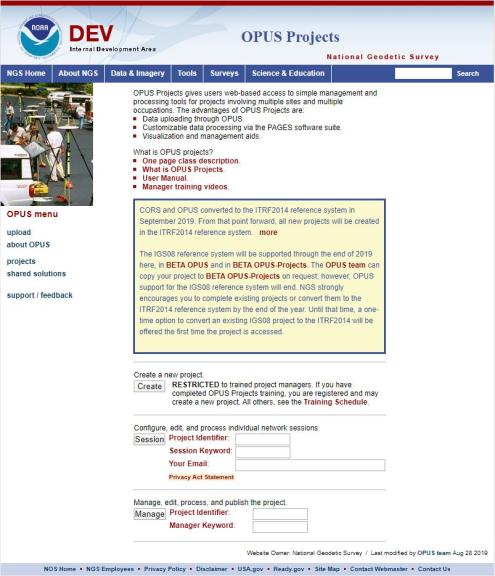 NOAA
DEV
Internal Development Area
OPUS Projects
National Geodetic Survey
NGS Home
About NGS
Data & Imagery
Tools
Surveys
Science & Education
Search
OPUS Projects gives users web-based access to simple management and
processing tools for projects involving multiple sites and multiple
occupations. The advantages of OPUS Projects are:
Data uploading through OPUS.
Customizable data processing via the PAGES software suite.
Visualization and management aids.
What is OPUS projects?
One page class description.
What is OPUS Projects.
User Manual.
Manager training videos.
OPUS menu
upload
about OPUS
projects
shared solutions
support / feedback
CORS and OPUS converted to the ITRF2014 reference system in
September 2019. From that point forward, all new projects will be created
in the ITRF2014 reference system. more
The IGS08 reference system will be supported through the end of 2019
here, in BETA OPUS and in BETA OPUS-Projects. The OPUS team can
copy your project to BETA OPUS-Projects on request; however, OPUS
support for the IGS08 reference system will end. NGS strongly
encourages you to complete existing projects or convert them to the
ITRF2014 reference system by the end of the year. Until that time, a one-
time option to convert an existing IGS08 project to the ITRF2014 will be
offered the first time the project is accessed.
Create a new project.
Create
RESTRICTED to trained project managers. If you have
completed OPUS Projects training, you are registered and may
create a new project. All others, see the Training Schedule.
Configure, edit, and process individual network sessions.
Session
Project Identifier:
Session Keyword:
Your Email:
Privacy Act Statement
Manage, edit, process, and publish the project.
Manage
Project Identifier:
Manager Keyword:
Website Owner: National Geodetic Survey / Last modified by OPUS team Aug 28 2019
NOS Home • NGS Employees • Privacy Policy • Disclaimer • USA.gov • Ready.gov • Site Map • Contact Webmaster • Contact Us